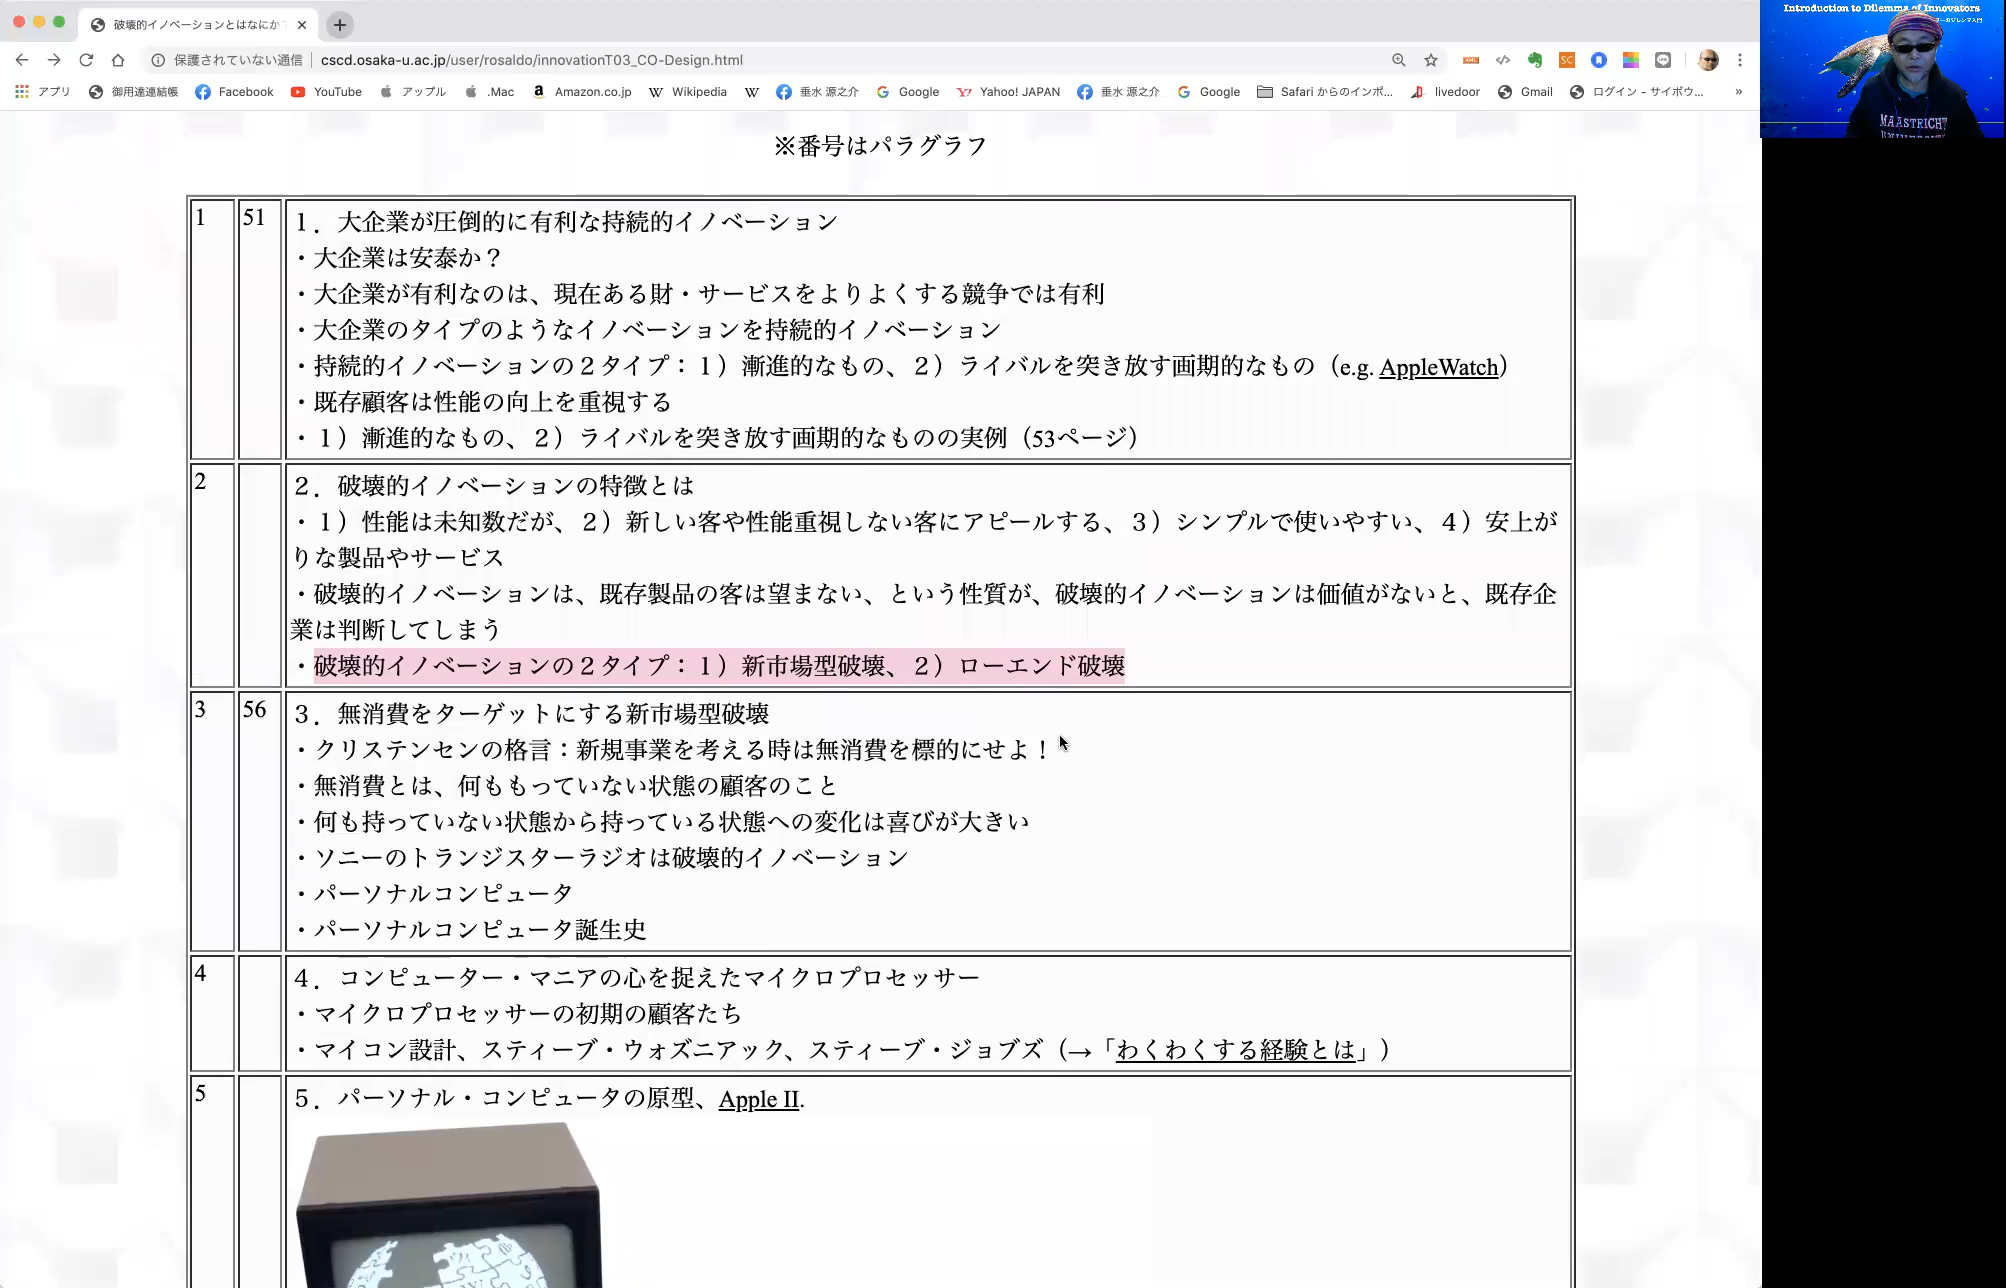 破壊的イノベーションとはなにか
保護されていない通信 | cscd.osaka-u.ac.jp/user/rosaldo/innovationT03_CO-Design.html
アプリ 御用達連結帳 Facebook YouTube アップル .Mac Amazon.co.jp Wikipedia 垂水 源之介 Google Yahoo! JAPAN 垂水 源之介 Google Safari からのインポ... livedoor Gmail ログイン - サイボウ... »
Introduction to Dilemma of Innovators
MAASTRICHT
UNIVERSITY
※番号はパラグラフ
1 51 1．大企業が圧倒的に有利な持続的イノベーション
・大企業は安泰か？
・大企業が有利なのは、現在ある財・サービスをよりよくする競争では有利
・大企業のタイプのようなイノベーションを持続的イノベーション
・持続的イノベーションの２タイプ：１）漸進的なもの、２）ライバルを突き放す画期的なもの（e.g. AppleWatch）
・既存顧客は性能の向上を重視する
・１）漸進的なもの、２）ライバルを突き放す画期的なものの実例（53ページ）
2 ２．破壊的イノベーションの特徴とは
・１）性能は未知数だが、２）新しい客や性能重視しない客にアピールする、３）シンプルで使いやすい、４）安上が
りな製品やサービス
・破壊的イノベーションは、既存製品の客は望まない、という性質が、破壊的イノベーションは価値がないと、既存企
業は判断してしまう
・破壊的イノベーションの２タイプ：１）新市場型破壊、２）ローエンド破壊
3 56 ３．無消費をターゲットにする新市場型破壊
・クリステンセンの格言：新規事業を考える時は無消費を標的にせよ！
・無消費とは、何ももっていない状態の顧客のこと
・何も持っていない状態から持っている状態への変化は喜びが大きい
・ソニーのトランジスターラジオは破壊的イノベーション
・パーソナルコンピュータ
・パーソナルコンピュータ誕生史
4 ４．コンピューター・マニアの心を捉えたマイクロプロセッサー
・マイクロプロセッサーの初期の顧客たち
・マイコン設計、スティーブ・ウォズニアック、スティーブ・ジョブズ（→「わくわくする経験とは」）
5 ５．パーソナル・コンピュータの原型、Apple II.